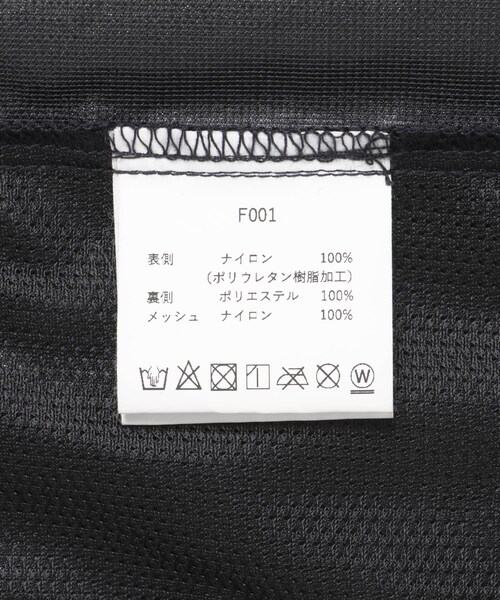 F001
表側 ナイロン 100%
(ポリウレタン樹脂加工)
裏側 ポリエステル 100%
メッシュ ナイロン 100%
W